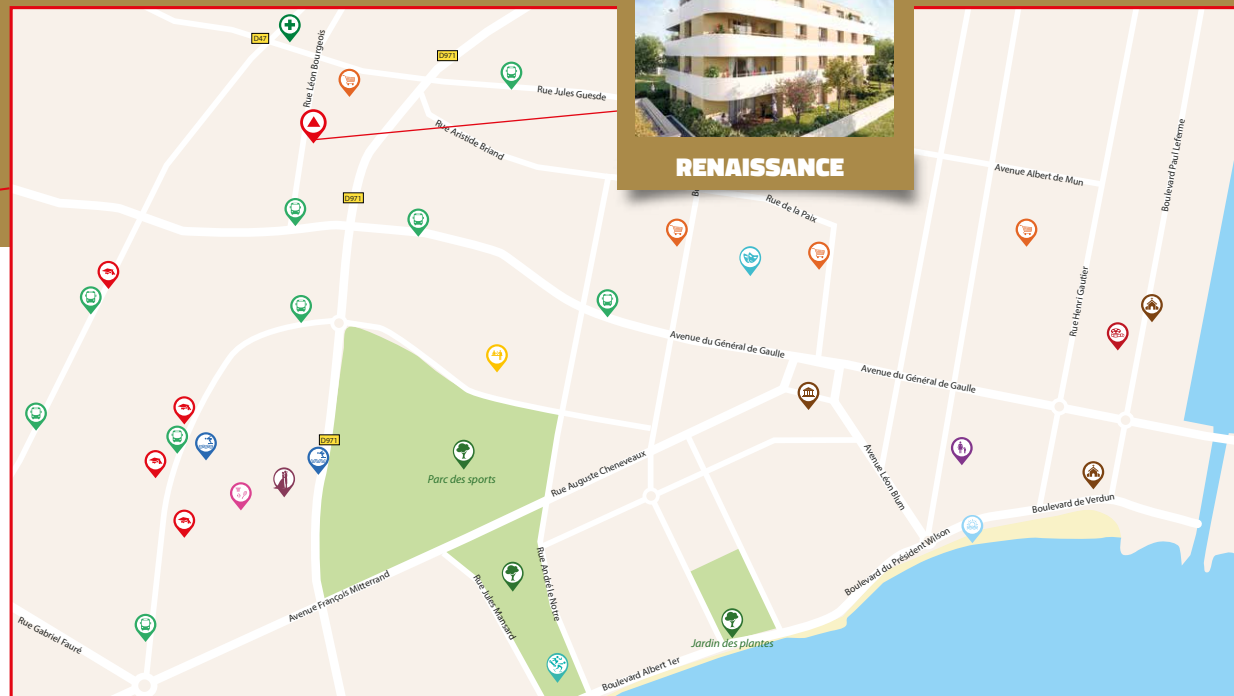 D47
D971
Rue Léon Bourgeois
Rue Jules Guesde
Rue Aristide Briand
RENAISSANCE
Avenue Albert de Mun
Boulevard Paul Leferme
D971
Rue de la Paix
Rue Henri Gautier
Avenue du Général de Gaulle
Avenue du Général de Gaulle
D971
Parc des sports
Rue Auguste Cheneveaux
Avenue Léon Blum
Boulevard de Verdun
Boulevard du Président Wilson
Rue André le Notre
Rue Jules Mansard
Avenue François Mitterrand
Rue Gabriel Fauré
Jardin des plantes
Boulevard Albert 1er